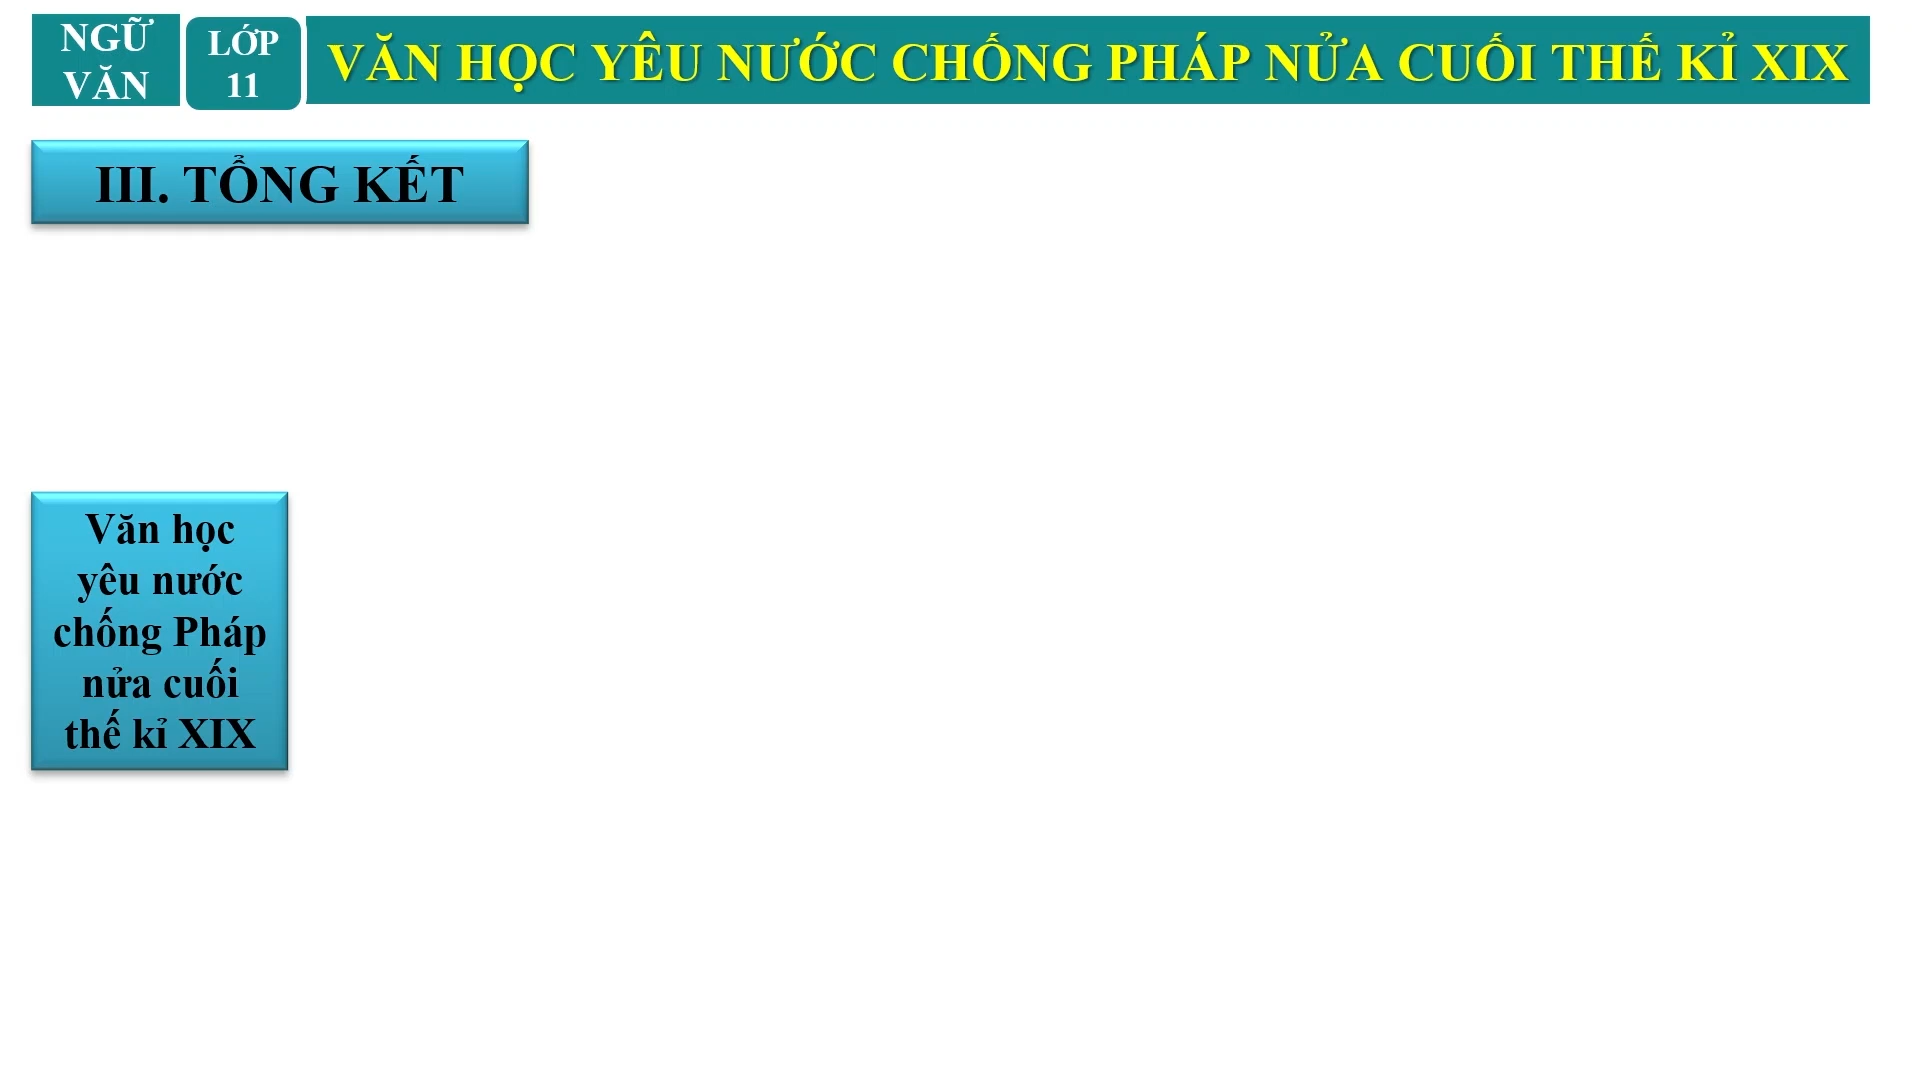 NGỮ
VĂN
LỚP
11
VĂN HỌC YÊU NƯỚC CHỐNG PHÁP NỬA CUỐI THẾ KỈ XIX
III. TỔNG KẾT
Văn học
yêu nước
chống Pháp
nửa cuối
thế kỉ XIX